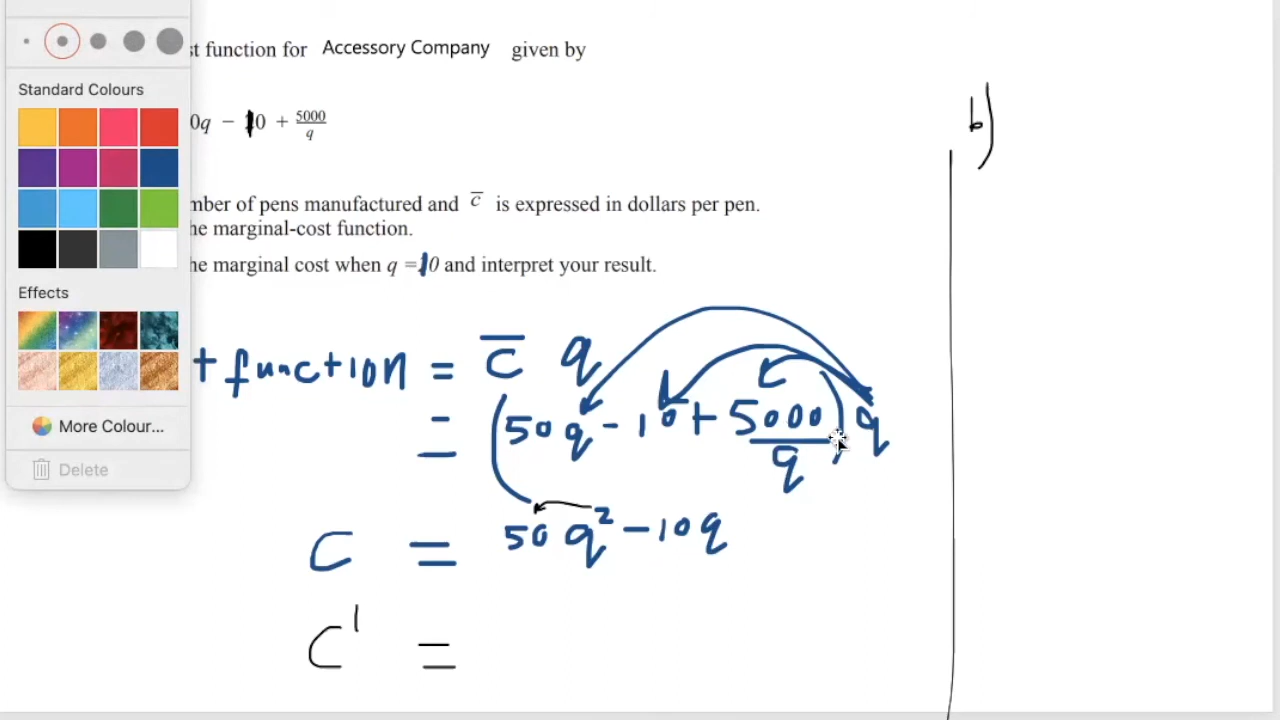 Standard Colours
Effects
More Colour...
Delete
st function for Accessory Company given by
0q − 10 + 5000/q
mber of pens manufactured and c̅ is expressed in dollars per pen.
he marginal-cost function.
he marginal cost when q = 10 and interpret your result.
b)
t function = c̅ q
= (50q - 10 + 5000/q) q
C = 50q² - 10q
C' =